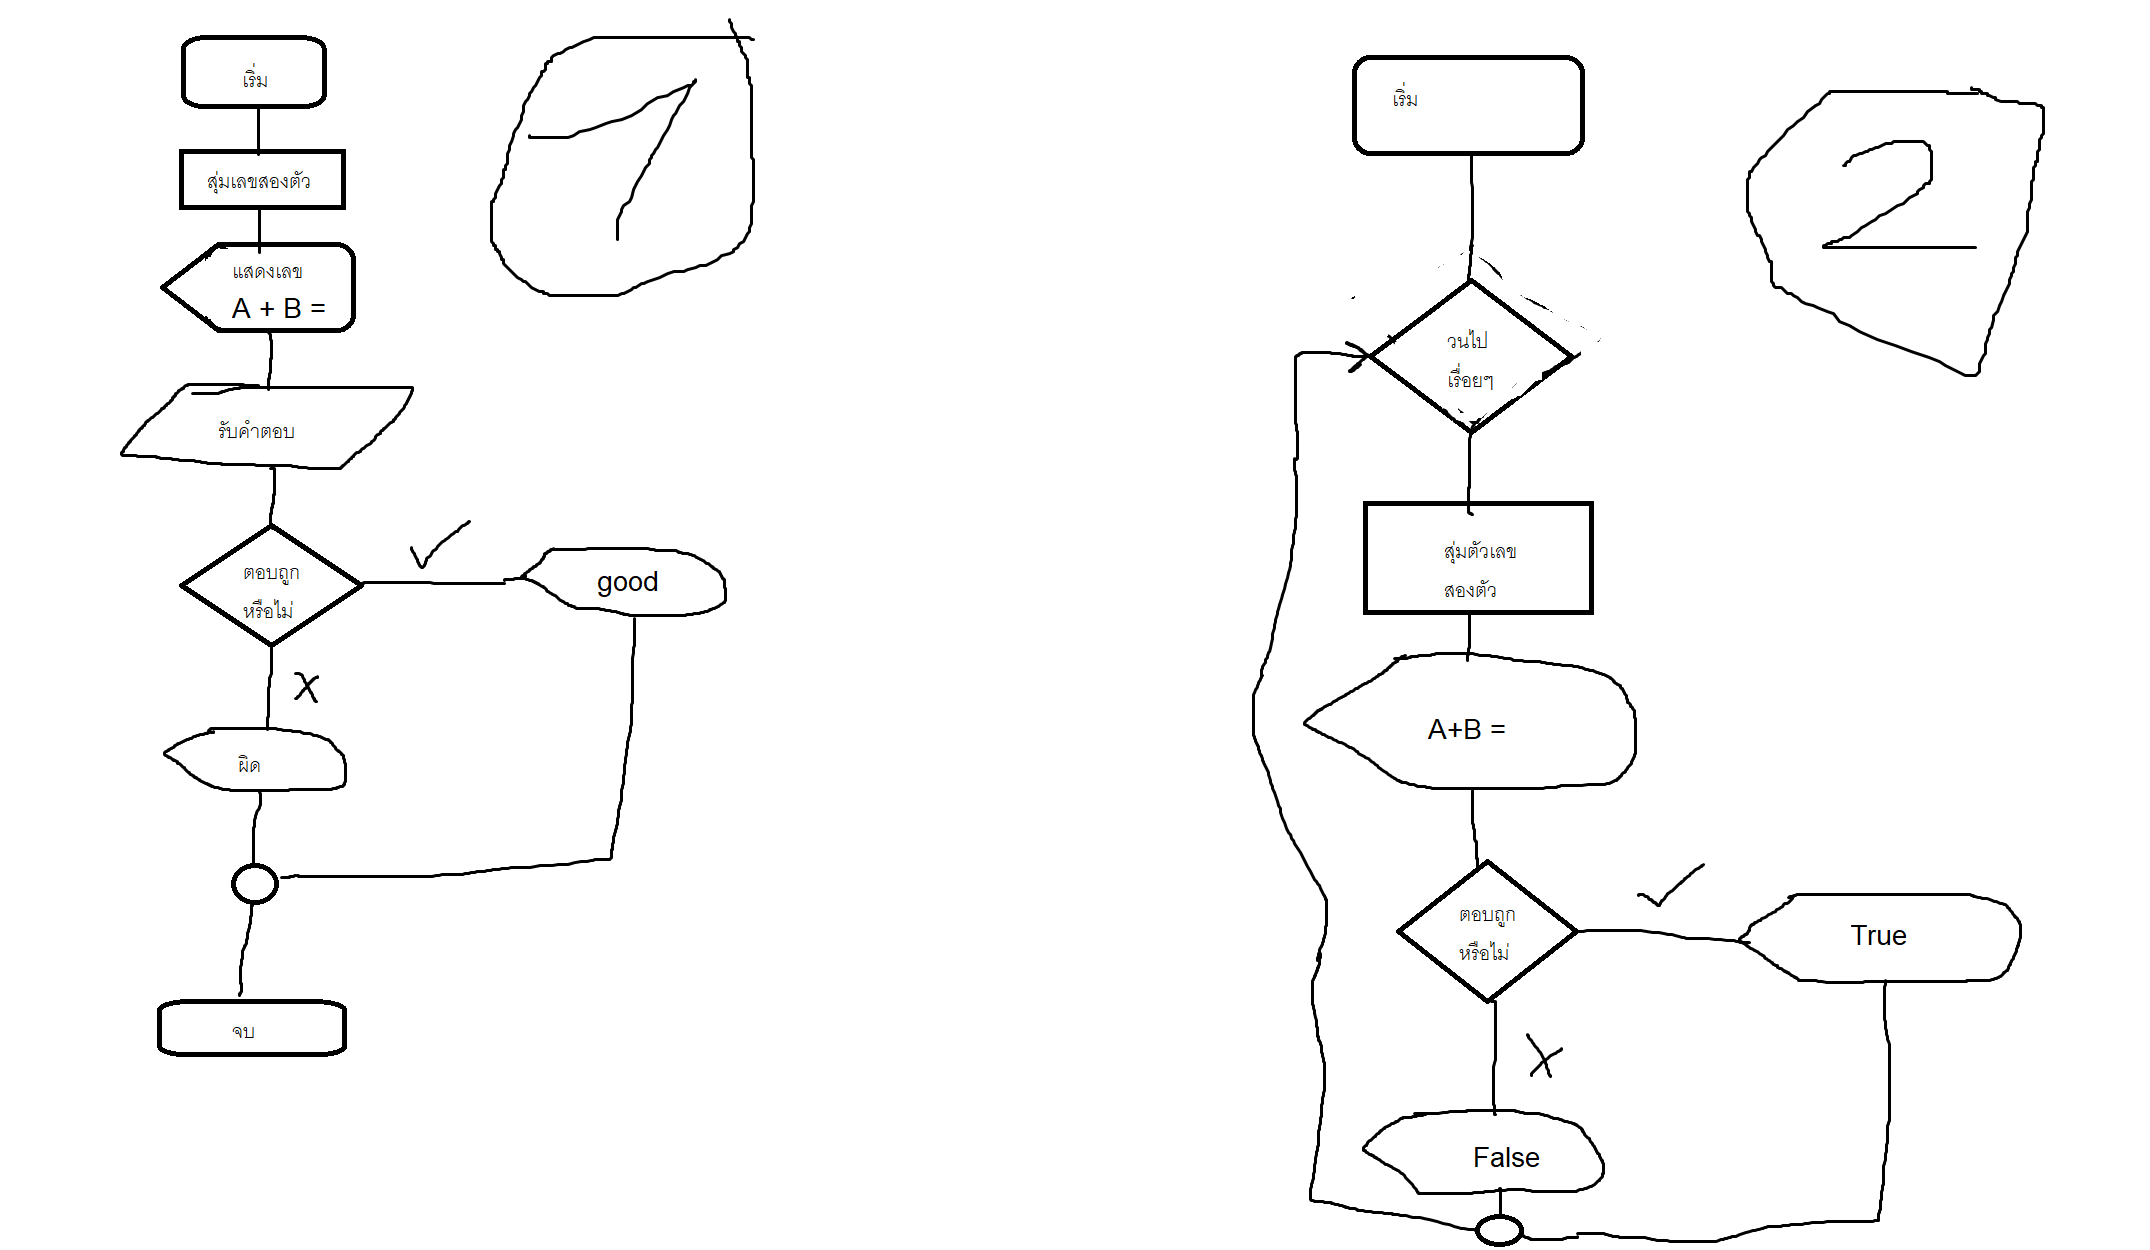 เริ่ม
สุ่มเลขสองตัว
แสดงเลข
A + B =
รับคำตอบ
ตอบถูก
หรือไม่
good
ผิด
จบ
1
เริ่ม
วนไป
เรื่อยๆ
สุ่มตัวเลข
สองตัว
A+B =
ตอบถูก
หรือไม่
True
False
2